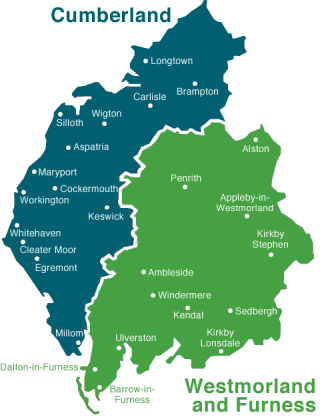 Cumberland
Longtown
Brampton
Carlisle
Wigton
Silloth
Aspatria
Alston
Maryport
Penrith
Cockermouth
Workington
Appleby-in-
Westmorland
Keswick
Whitehaven
Kirkby
Stephen
Cleater Moor
Egremont
Ambleside
Windermere
Sedbergh
Kendal
Millom
Ulverston
Kirkby
Lonsdale
Dalton-in-Furness
Barrow-in-
Furness
Westmorland
and Furness